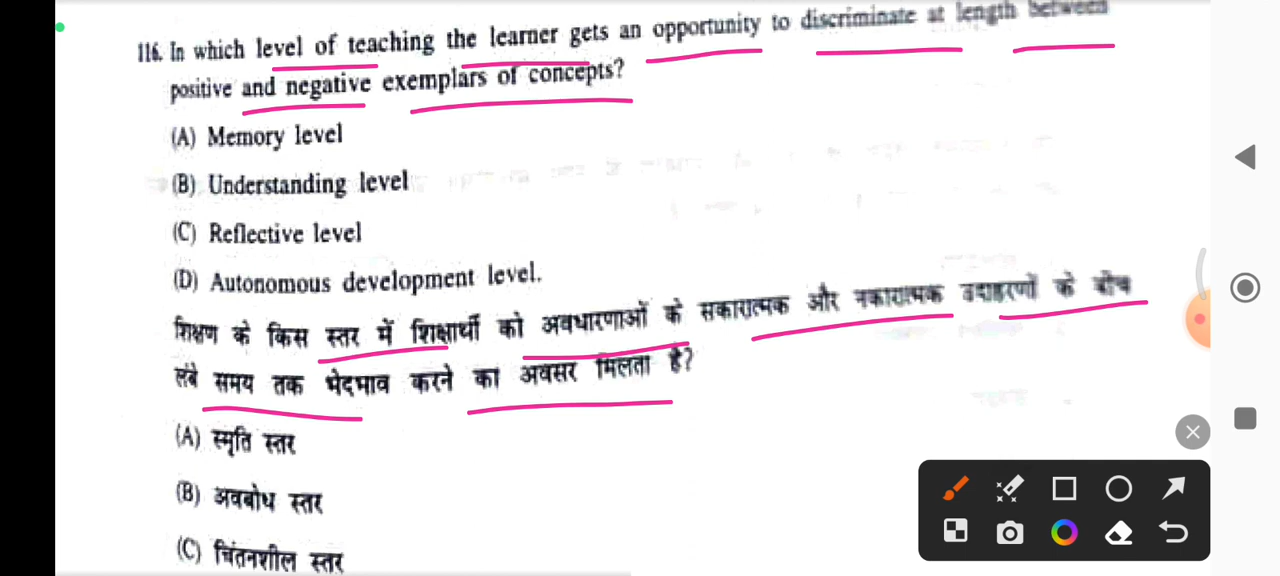 116. In which level of teaching the learner gets an opportunity to discriminate at length between
positive and negative exemplars of concepts?
(A) Memory level
(B) Understanding level
(C) Reflective level
(D) Autonomous development level.
शिक्षण के किस स्तर में शिक्षार्थी को अवधारणाओं के सकारात्मक और नकारात्मक उदाहरणों के बीच
लंबे समय तक भेदभाव करने का अवसर मिलता है?
(A) स्मृति स्तर
(B) अवबोध स्तर
(C) चिंतनशील स्तर